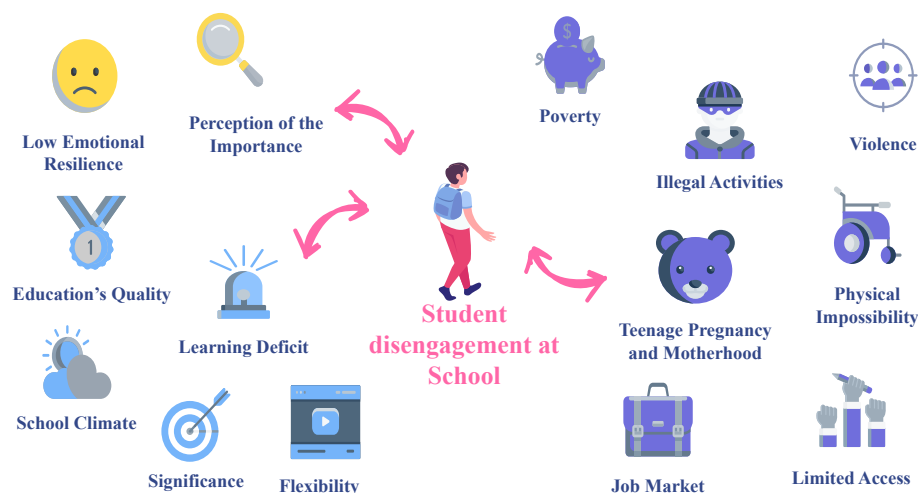 Low Emotional
Resilience
Perception of the
Importance
$
Poverty
Illegal Activities
Violence
1
Education’s Quality
Learning Deficit
School Climate
Significance
Flexibility
Student
disengagement at
School
Teenage Pregnancy
and Motherhood
Physical
Impossibility
Job Market
Limited Access